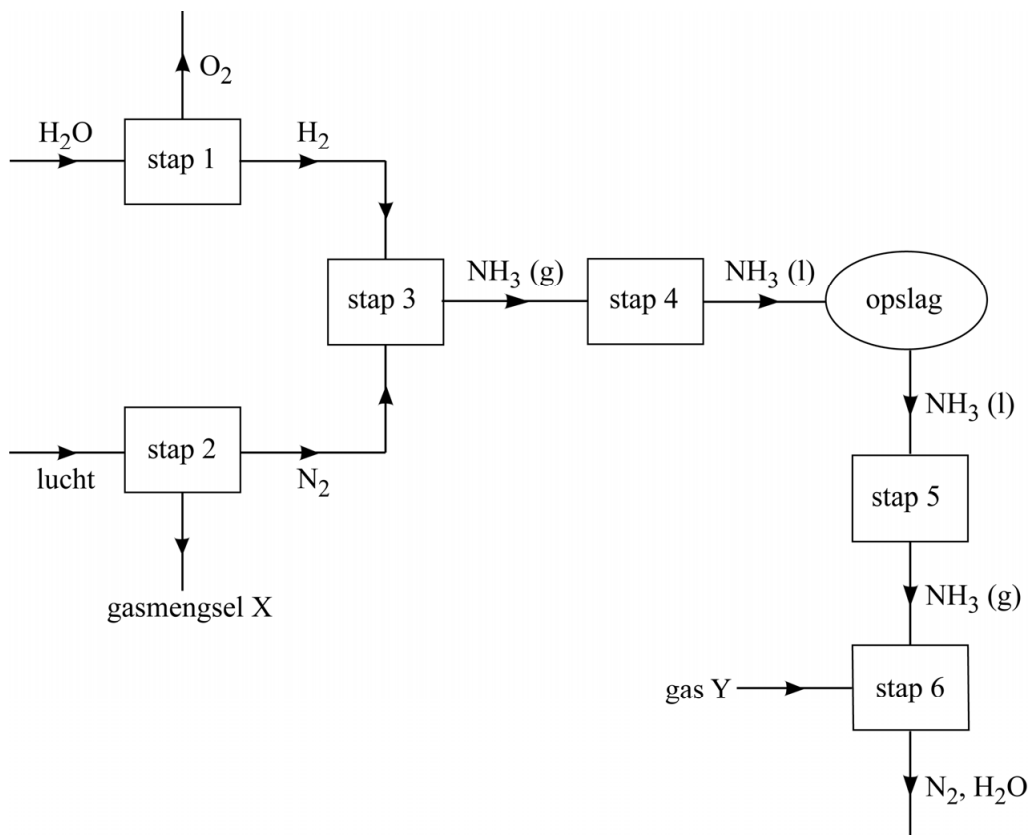 O₂
H₂O
stap 1
H₂
stap 3
NH₃ (g)
stap 4
NH₃ (l)
opslag
lucht
stap 2
N₂
gasmengsel X
NH₃ (l)
stap 5
NH₃ (g)
gas Y
stap 6
N₂, H₂O